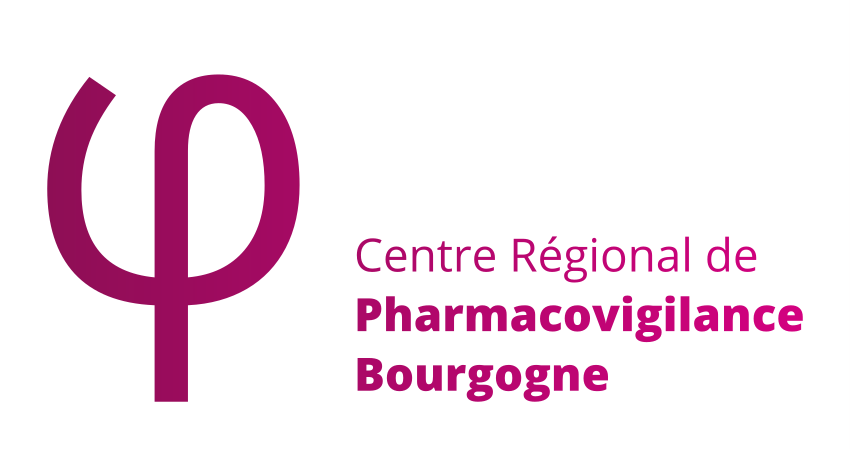 φ
Centre Régional de
Pharmacovigilance
Bourgogne